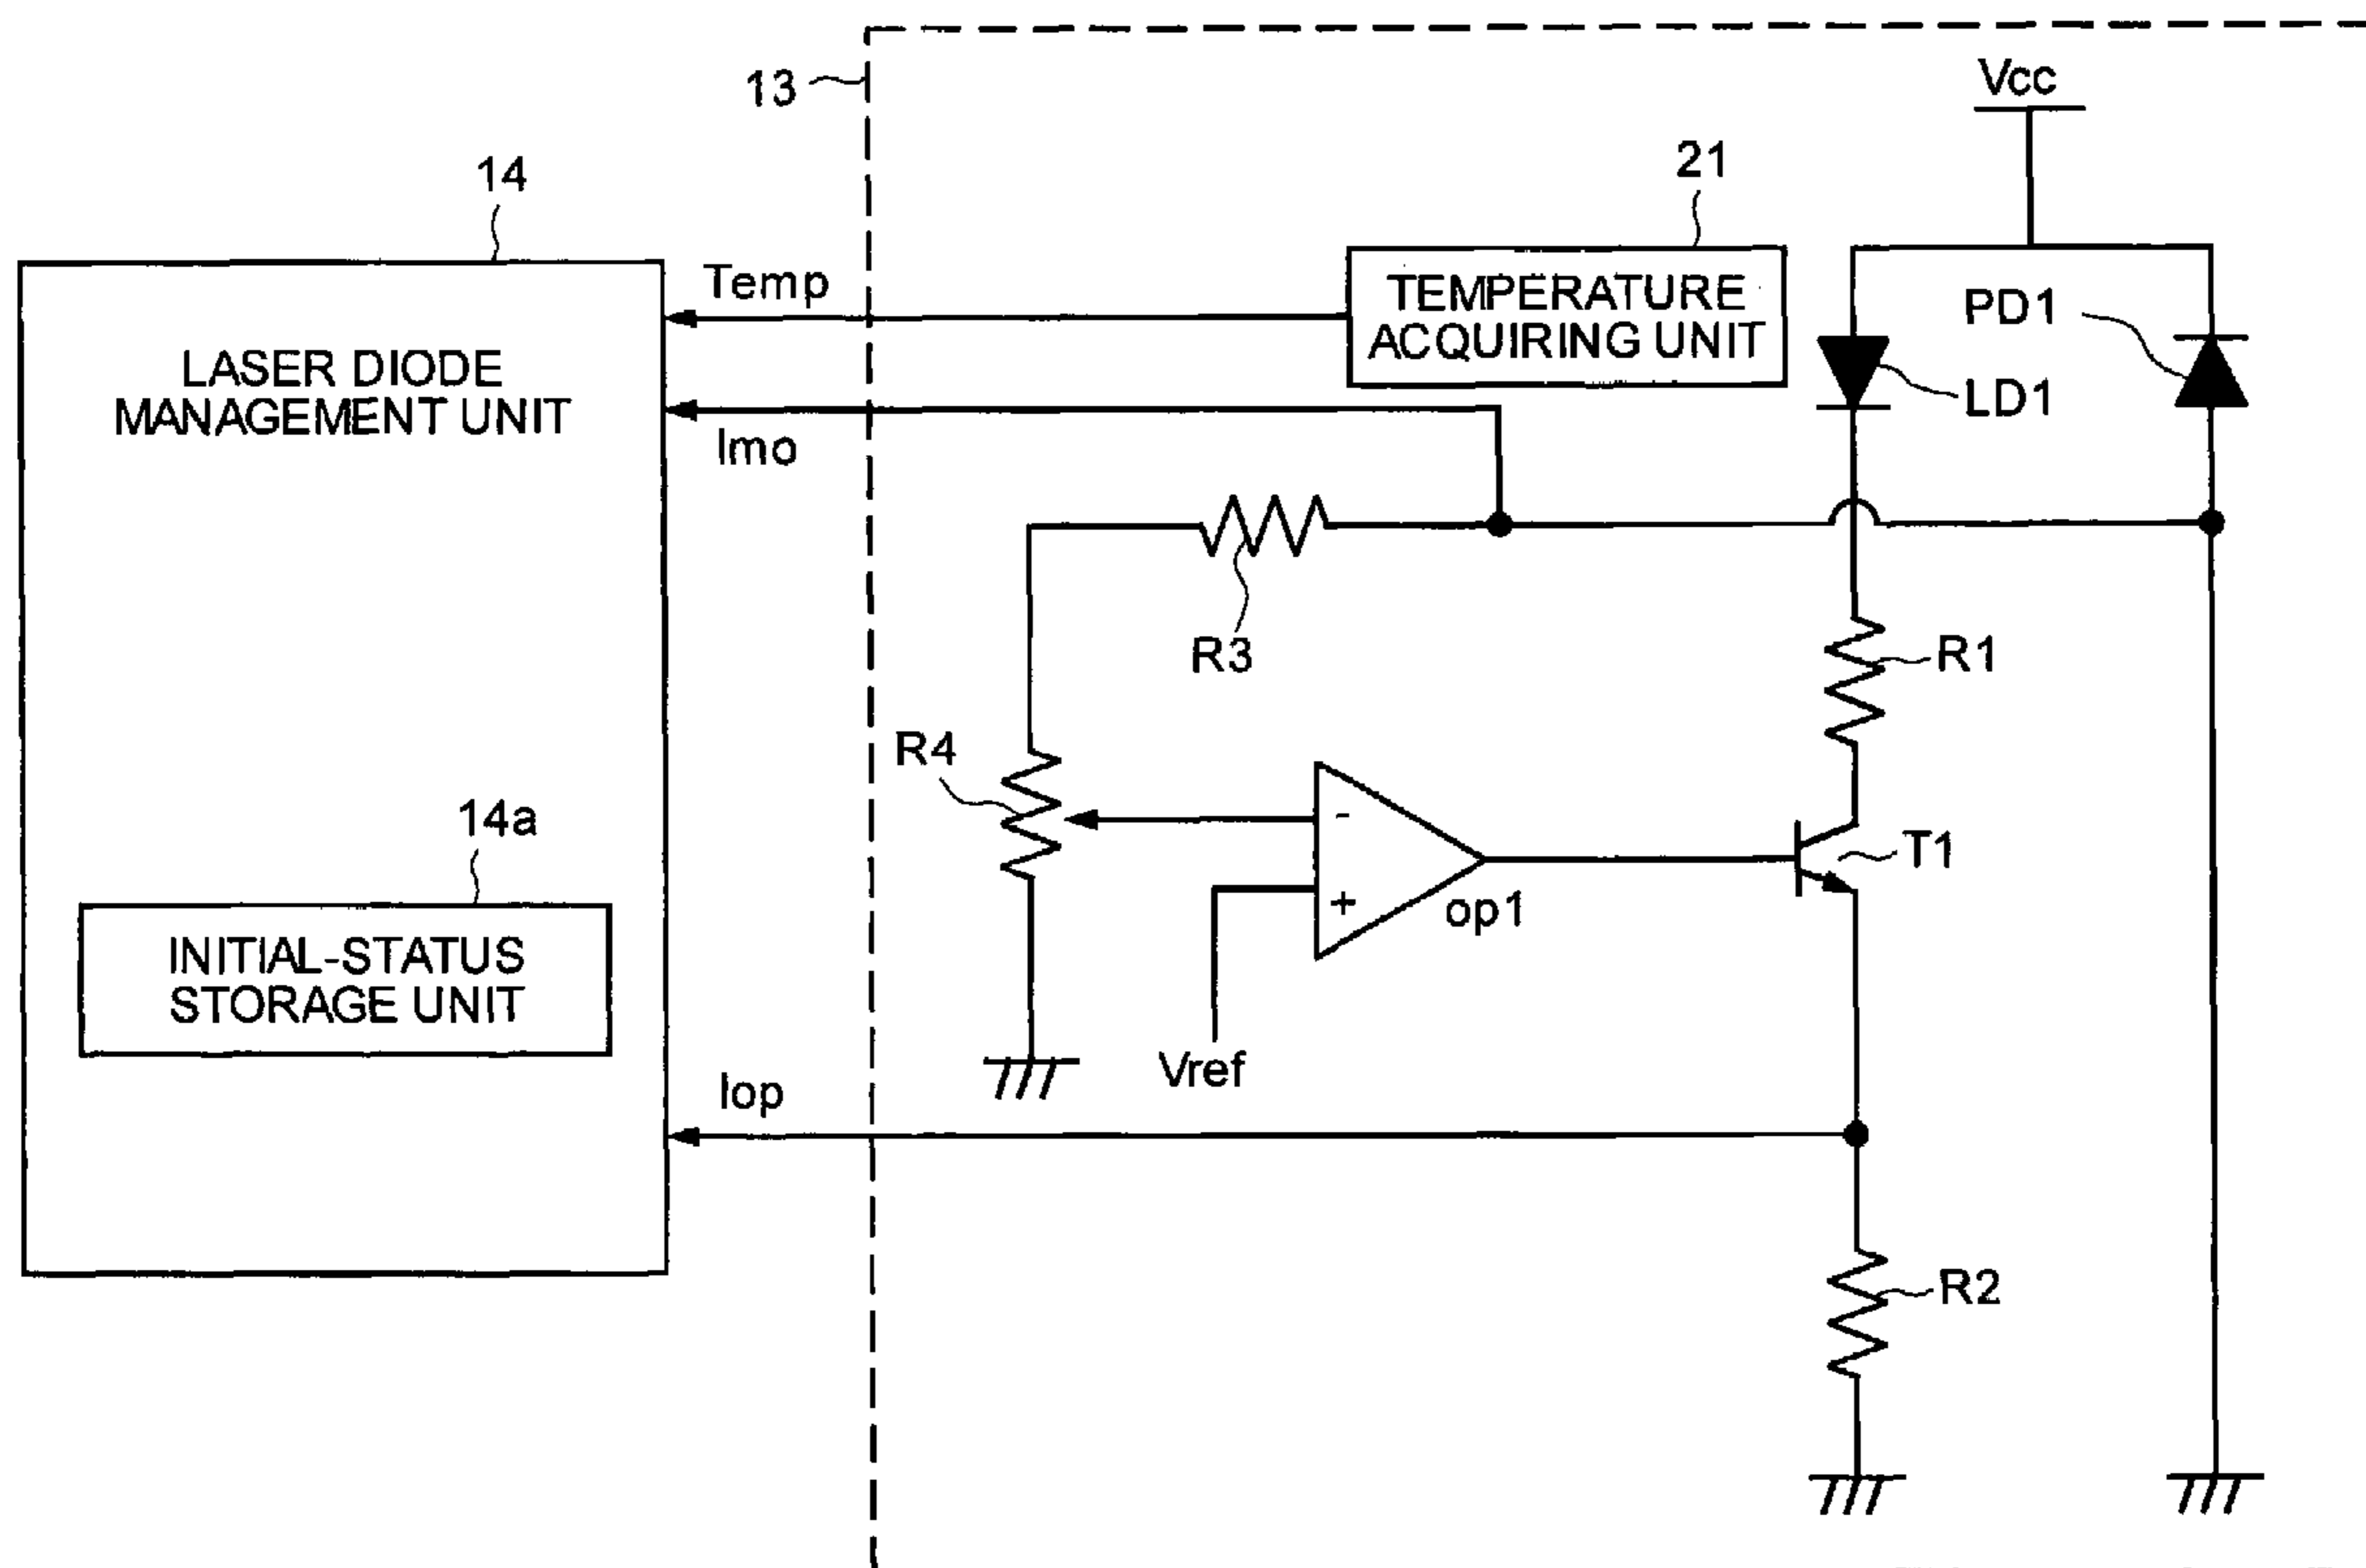 13
Vcc
14
21
Temp
TEMPERATURE
ACQUIRING UNIT
PD1
LD1
LASER DIODE
MANAGEMENT UNIT
Imo
R3
R1
R4
-
T1
14a
+
op1
INITIAL-STATUS
STORAGE UNIT
Vref
Iop
R2